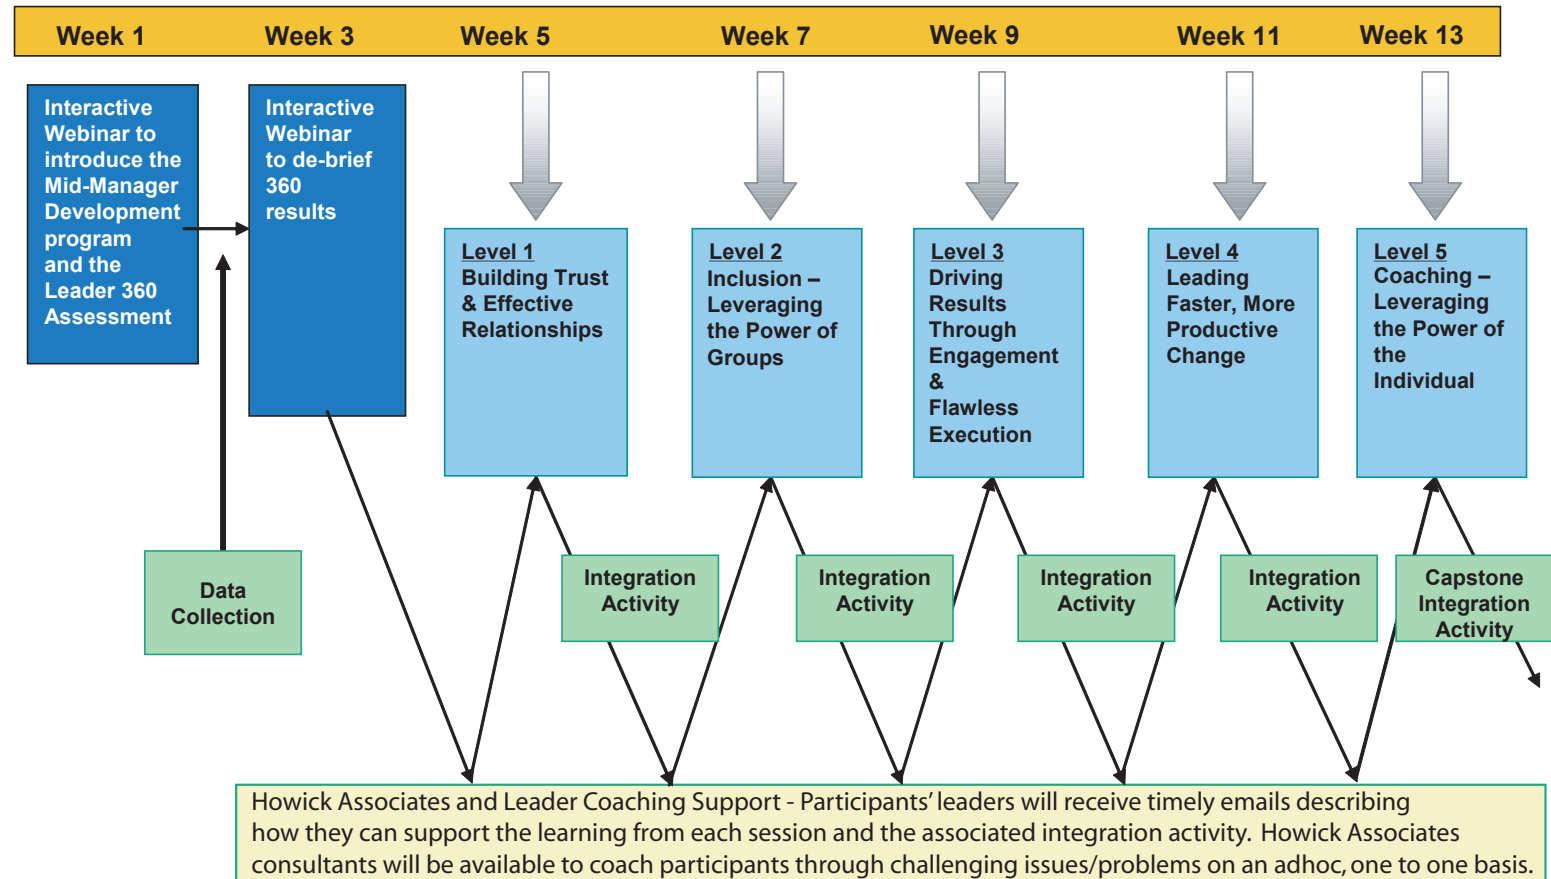 Week 1 Week 3 Week 5 Week 7 Week 9 Week 11 Week 13
Interactive
Webinar to
introduce the
Mid-Manager
Development
program
and the
Leader 360
Assessment
Interactive
Webinar
to de-brief
360
results
Level 1
Building Trust
& Effective
Relationships
Level 2
Inclusion –
Leveraging
the Power of
Groups
Level 3
Driving
Results
Through
Engagement
&
Flawless
Execution
Level 4
Leading
Faster, More
Productive
Change
Level 5
Coaching –
Leveraging
the Power of
the
Individual
Data
Collection
Integration
Activity
Integration
Activity
Integration
Activity
Integration
Activity
Capstone
Integration
Activity
Howick Associates and Leader Coaching Support - Participants' leaders will receive timely emails describing
how they can support the learning from each session and the associated integration activity. Howick Associates
consultants will be available to coach participants through challenging issues/problems on an adhoc, one to one basis.